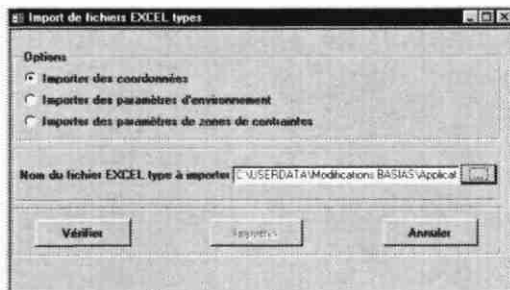 Import de fichiers EXCEL types
Options
Importer des coordonnées
Importer des paramètres d'environnement
Importer des paramètres de zones de contraintes
Nom du fichier EXCEL type à importer C:\USERDATA\Modifications BASIAS\Applicat ...
Vérifier Importer Annuler